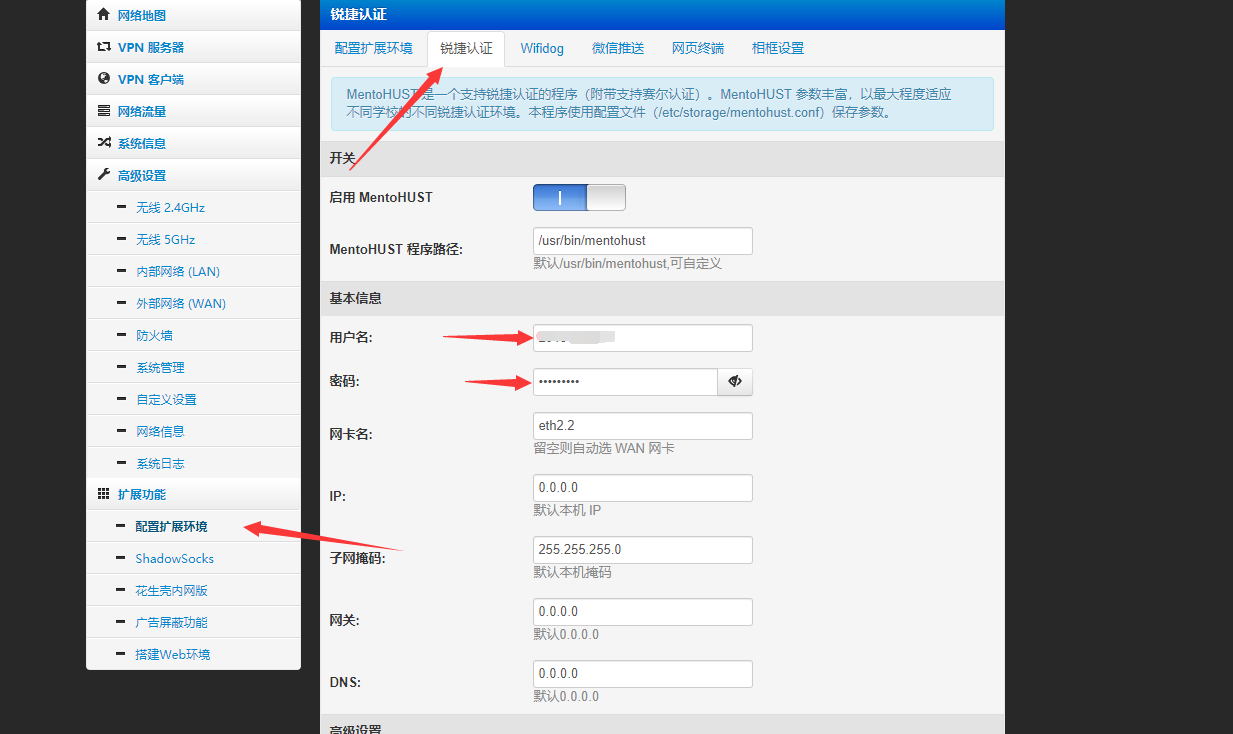 网络地图
VPN 服务器
VPN 客户端
网络流量
系统信息
高级设置
无线 2.4GHz
无线 5GHz
内部网络 (LAN)
外部网络 (WAN)
防火墙
系统管理
自定义设置
网络信息
系统日志
扩展功能
配置扩展环境
ShadowSocks
花生壳内网版
广告屏蔽功能
搭建Web环境
锐捷认证
配置扩展环境 锐捷认证 Wifidog 微信推送 网页终端 相框设置
MentoHUST 是一个支持锐捷认证的程序（附带支持赛尔认证）。MentoHUST 参数丰富，以最大程度适应
不同学校的不同锐捷认证环境。本程序使用配置文件（/etc/storage/mentohust.conf）保存参数。
开关
启用 MentoHUST
MentoHUST 程序路径: /usr/bin/mentohust
默认/usr/bin/mentohust,可自定义
基本信息
用户名:
密码: •••••••••
网卡名: eth2.2
留空则自动选 WAN 网卡
IP: 0.0.0.0
默认本机 IP
子网掩码: 255.255.255.0
默认本机掩码
网关: 0.0.0.0
默认0.0.0.0
DNS: 0.0.0.0
默认0.0.0.0
高级设置